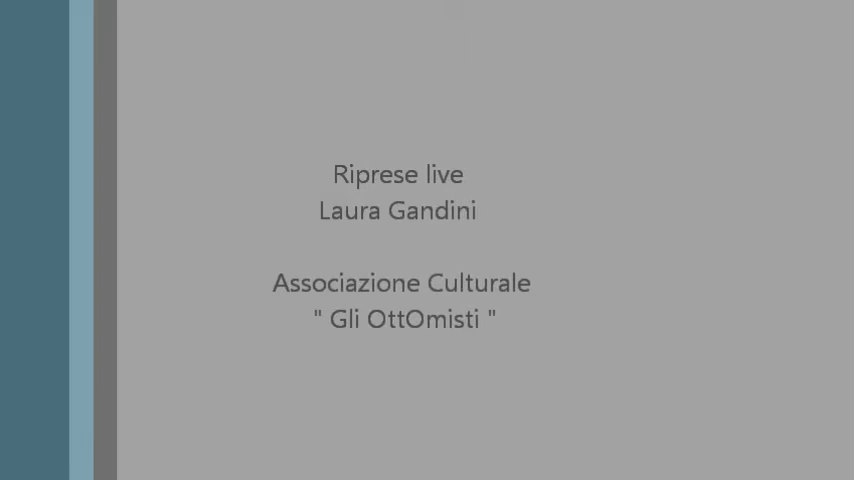 Riprese live
Laura Gandini
Associazione Culturale
" Gli OttOmisti "